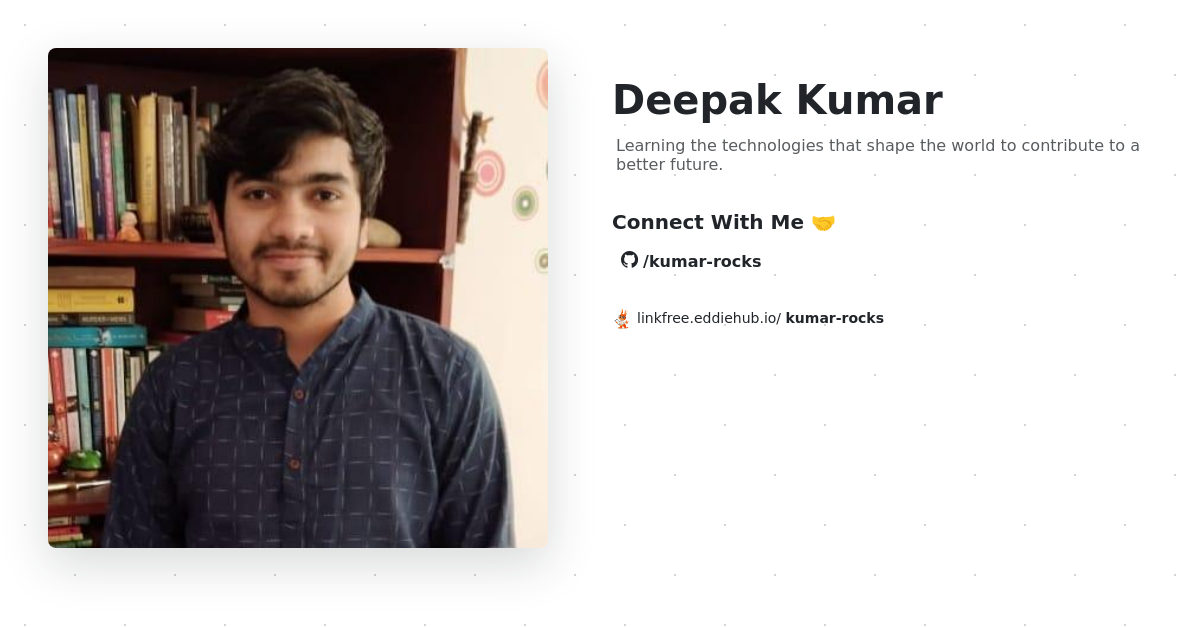 Deepak Kumar
Learning the technologies that shape the world to contribute to a
better future.
Connect With Me 🤝
/kumar-rocks
linkfree.eddiehub.io/ kumar-rocks